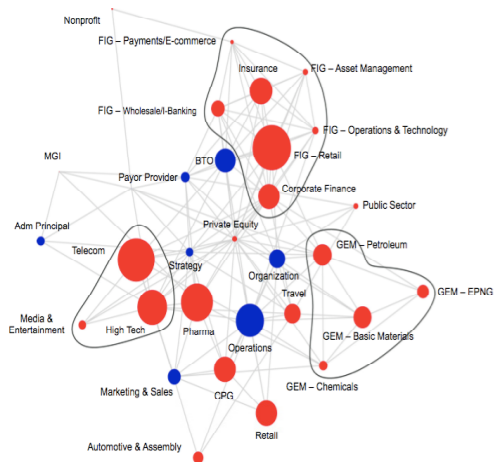 Nonprofit
FIG – Payments/E-commerce
Insurance
FIG – Asset Management
FIG – Wholesale/I-Banking
FIG – Operations & Technology
FIG – Retail
MGI
BTO
Payor Provider
Corporate Finance
Public Sector
Adm Principal
Private Equity
Telecom
GEM – Petroleum
Strategy
Organization
GEM – EPNG
Travel
Media &
Entertainment
High Tech
Pharma
GEM – Basic Materials
Operations
GEM – Chemicals
Marketing & Sales
CPG
Retail
Automotive & Assembly